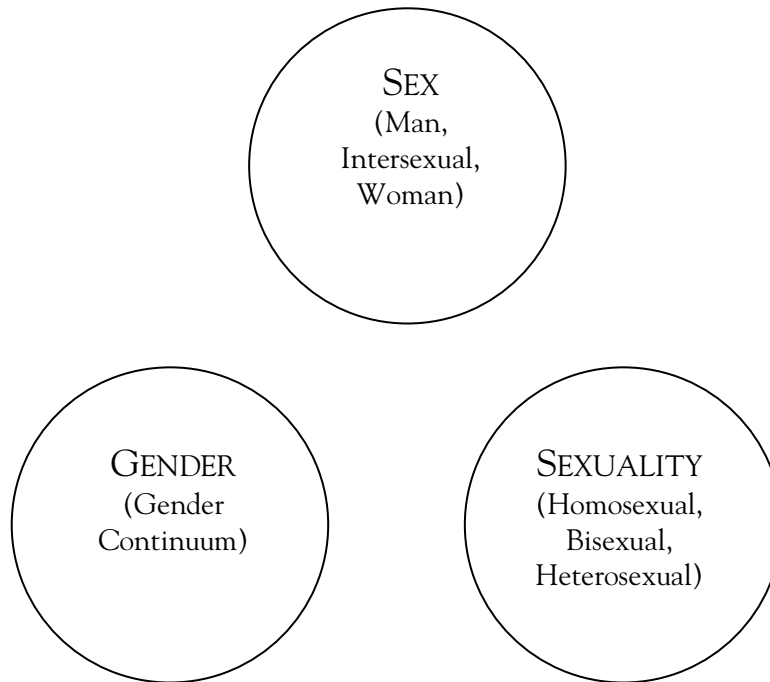 SEX
(Man,
Intersexual,
Woman)
GENDER
(Gender
Continuum)
SEXUALITY
(Homosexual,
Bisexual,
Heterosexual)